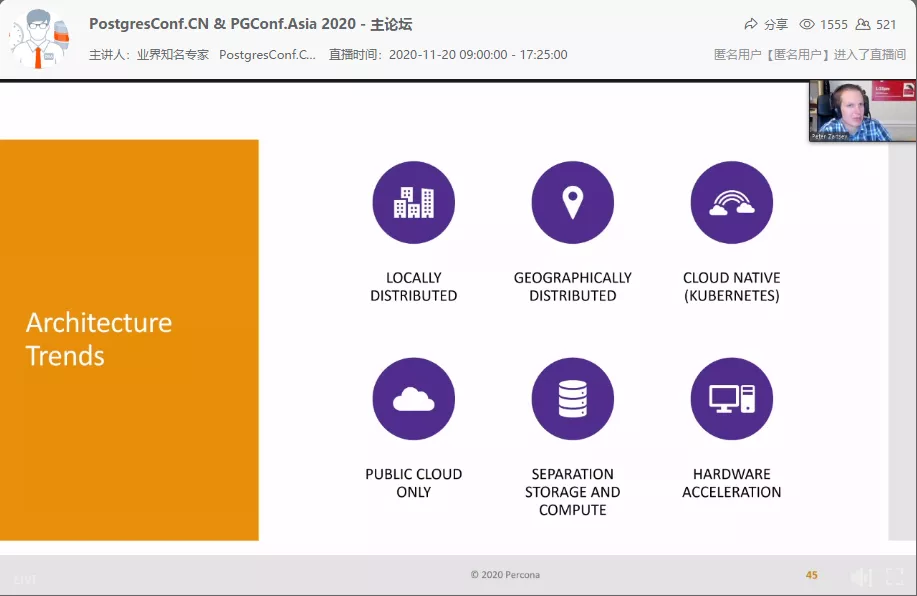 PostgresConf.CN & PGConf.Asia 2020 - 主论坛
分享 1555 521
主讲人： 业界知名专家 PostgresConf.C... 直播时间： 2020-11-20 09:00:00 - 17:25:00
匿名用户【匿名用户】进入了直播间
Peter Zaitsev
LOCALLY
DISTRIBUTED
GEOGRAPHICALLY
DISTRIBUTED
CLOUD NATIVE
(KUBERNETES)
Architecture
Trends
PUBLIC CLOUD
ONLY
SEPARATION
STORAGE AND
COMPUTE
HARDWARE
ACCELERATION
LIVE
© 2020 Percona
45